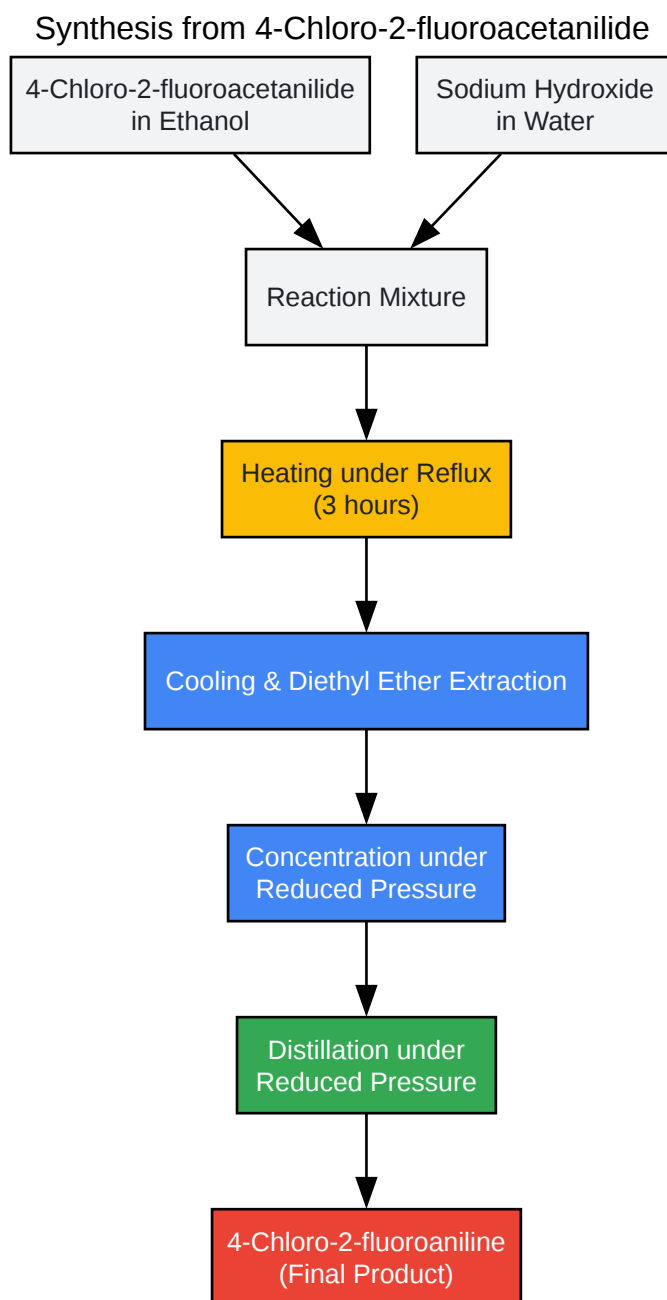 Synthesis from 4-Chloro-2-fluoroacetanilide
4-Chloro-2-fluoroacetanilide
in Ethanol
Sodium Hydroxide
in Water
Reaction Mixture
Heating under Reflux
(3 hours)
Cooling & Diethyl Ether Extraction
Concentration under
Reduced Pressure
Distillation under
Reduced Pressure
4-Chloro-2-fluoroaniline
(Final Product)